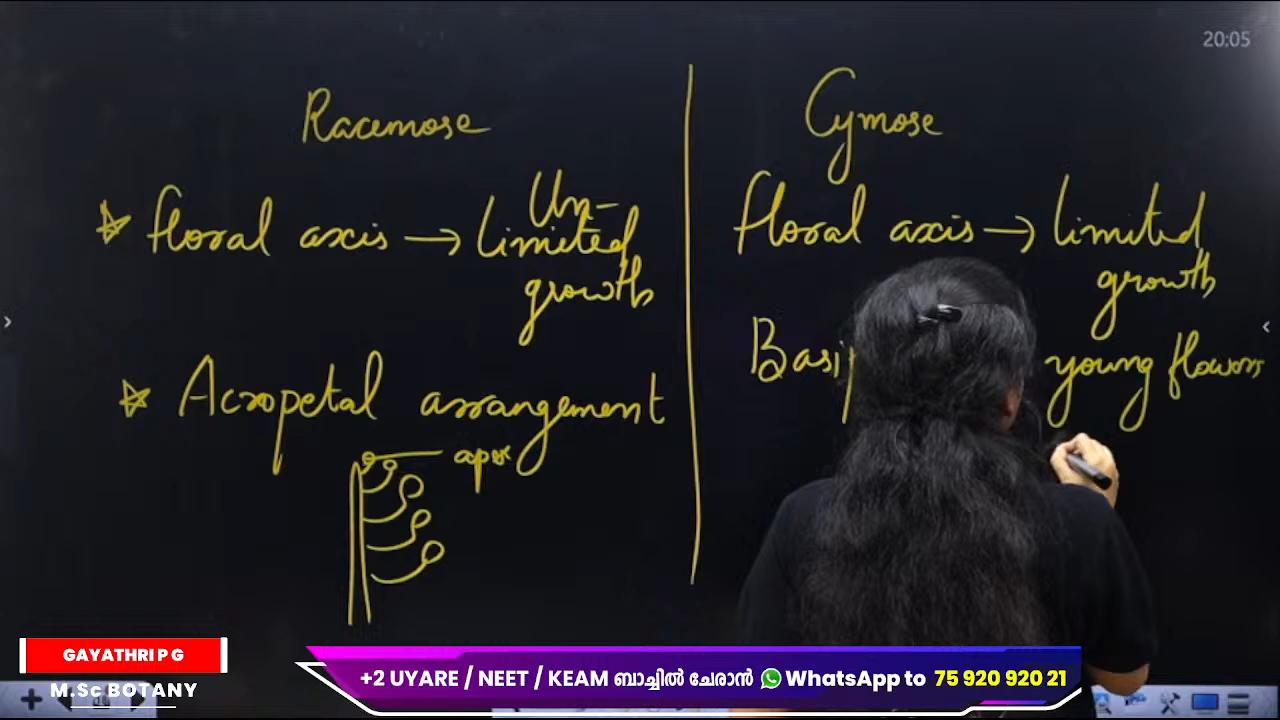 20:05
Racemose
Floral axis → Un-
limited
growth
Acropetal arrangement
apex
Cymose
Floral axis → limited
growth
young flowers
GAYATHRI P G
M.Sc BOTANY
+2 UYARE / NEET / KEAM ബാച്ചിൽ ചേരാൻ WhatsApp to 75 920 920 21